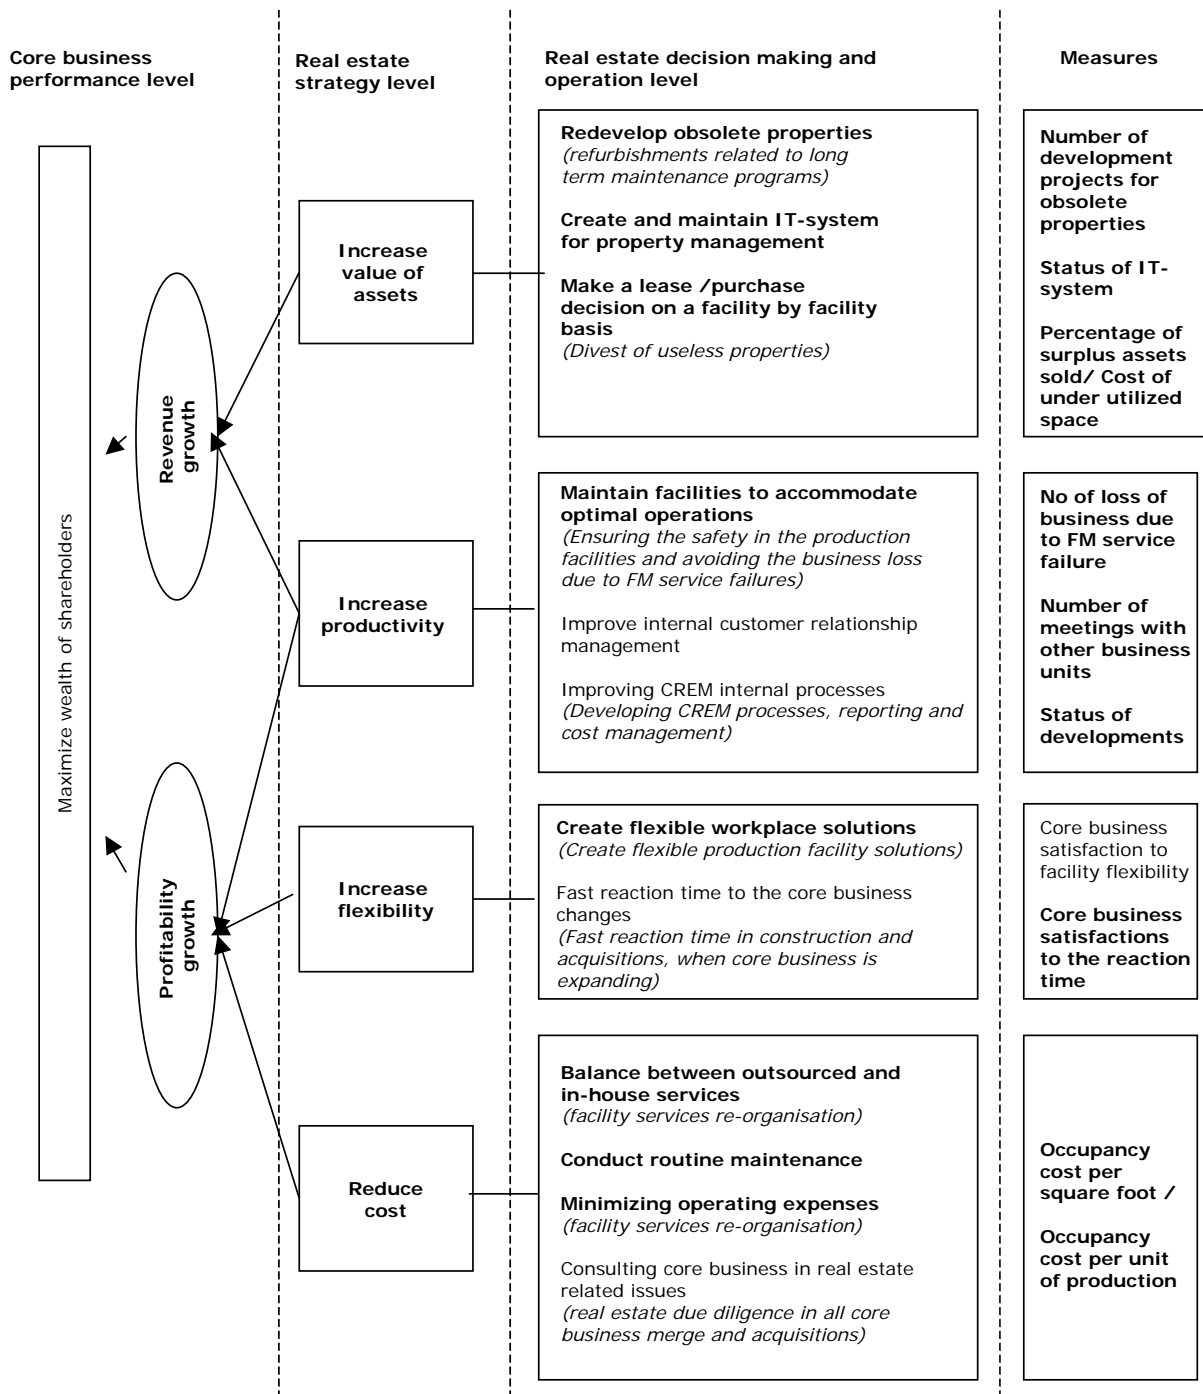 Core business
performance level
Real estate
strategy level
Real estate decision making and
operation level
Measures
Maximize wealth of shareholders
Revenue
growth
Profitability
growth
Increase
value of
assets
Redevelop obsolete properties
(refurbishments related to long
term maintenance programs)
Create and maintain IT-system
for property management
Make a lease /purchase
decision on a facility by facility
basis
(Divest of useless properties)
Number of
development
projects for
obsolete
properties
Status of IT-
system
Percentage of
surplus assets
sold/ Cost of
under utilized
space
Increase
productivity
Maintain facilities to accommodate
optimal operations
(Ensuring the safety in the production
facilities and avoiding the business loss
due to FM service failures)
Improve internal customer relationship
management
Improving CREM internal processes
(Developing CREM processes, reporting and
cost management)
No of loss of
business due
to FM service
failure
Number of
meetings with
other business
units
Status of
developments
Increase
flexibility
Create flexible workplace solutions
(Create flexible production facility solutions)
Fast reaction time to the core business
changes
(Fast reaction time in construction and
acquisitions, when core business is
expanding)
Core business
satisfaction to
facility flexibility
Core business
satisfactions
to the reaction
time
Reduce
cost
Balance between outsourced and
in-house services
(facility services re-organisation)
Conduct routine maintenance
Minimizing operating expenses
(facility services re-organisation)
Consulting core business in real estate
related issues
(real estate due diligence in all core
business merge and acquisitions)
Occupancy
cost per
square foot /
Occupancy
cost per unit
of production